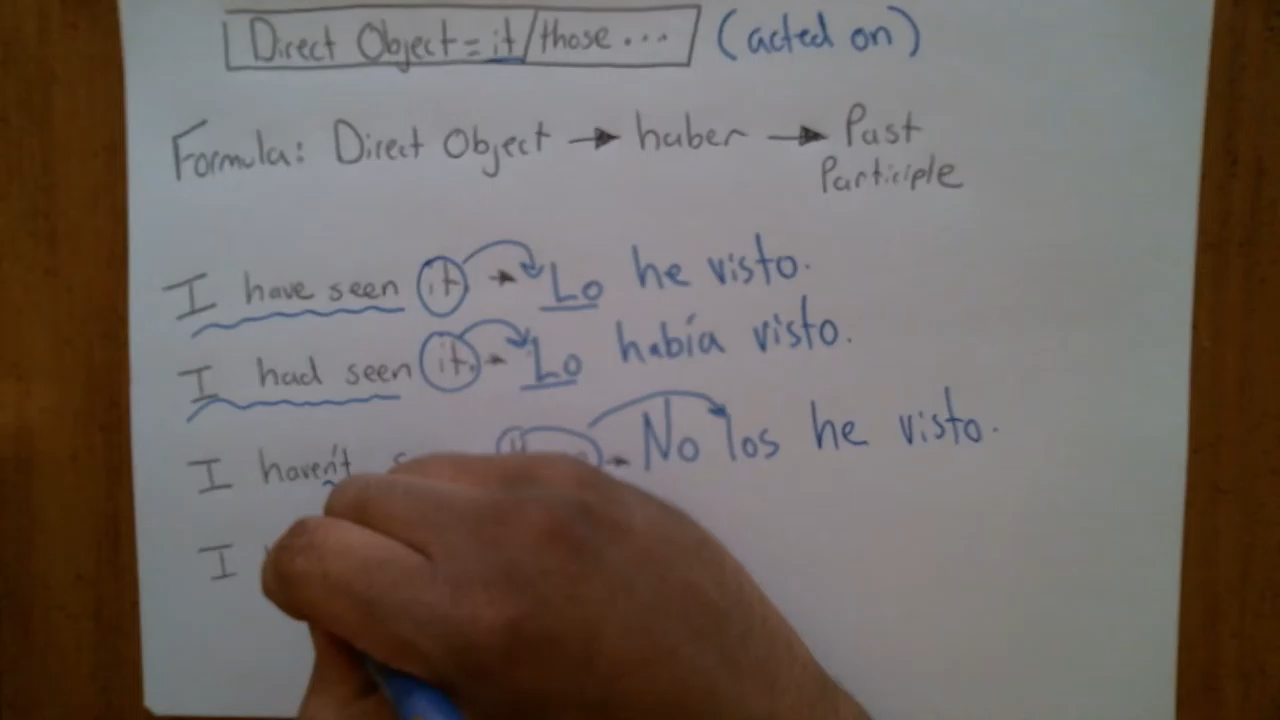 Direct Object = it/those... (acted on)
Formula: Direct Object → haber → Past
Participle
I have seen it → Lo he visto.
I had seen it. → Lo había visto.
I haven't → No los he visto.
I